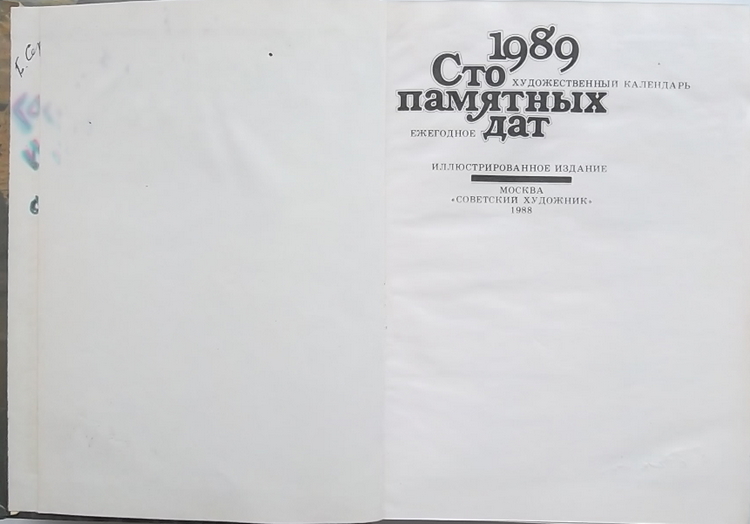 1989
Сто
ХУДОЖЕСТВЕННЫЙ КАЛЕНДАРЬ
памятных
ЕЖЕГОДНОЕ
дат
ИЛЛЮСТРИРОВАННОЕ ИЗДАНИЕ
МОСКВА
«СОВЕТСКИЙ ХУДОЖНИК»
1988